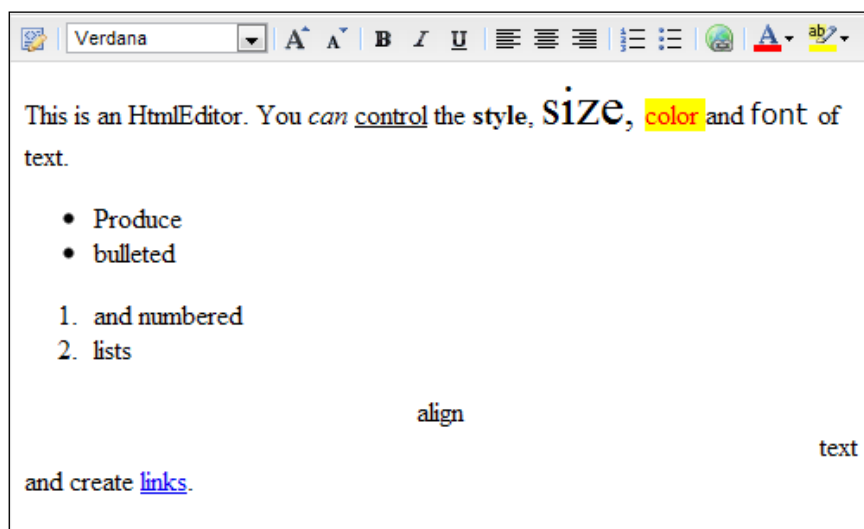 Verdana A A B I U A ab
This is an HtmlEditor. You can control the style, size, color and font of
text.
• Produce
• bulleted
1. and numbered
2. lists
align
text
and create links.